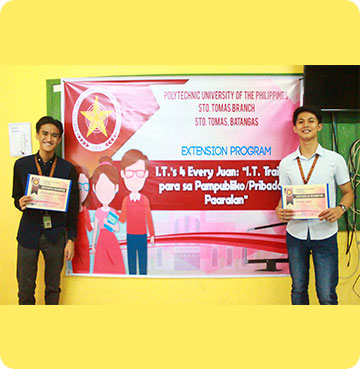 POLYTECHNIC UNIVERSITY OF THE PHILIPPINES
STO. TOMAS BRANCH
STO. TOMAS, BATANGAS
EXTENSION PROGRAM
I.T.'s 4 Every Juan: "I.T. Trai
para sa Pampubliko/Pribado
Paaralan"